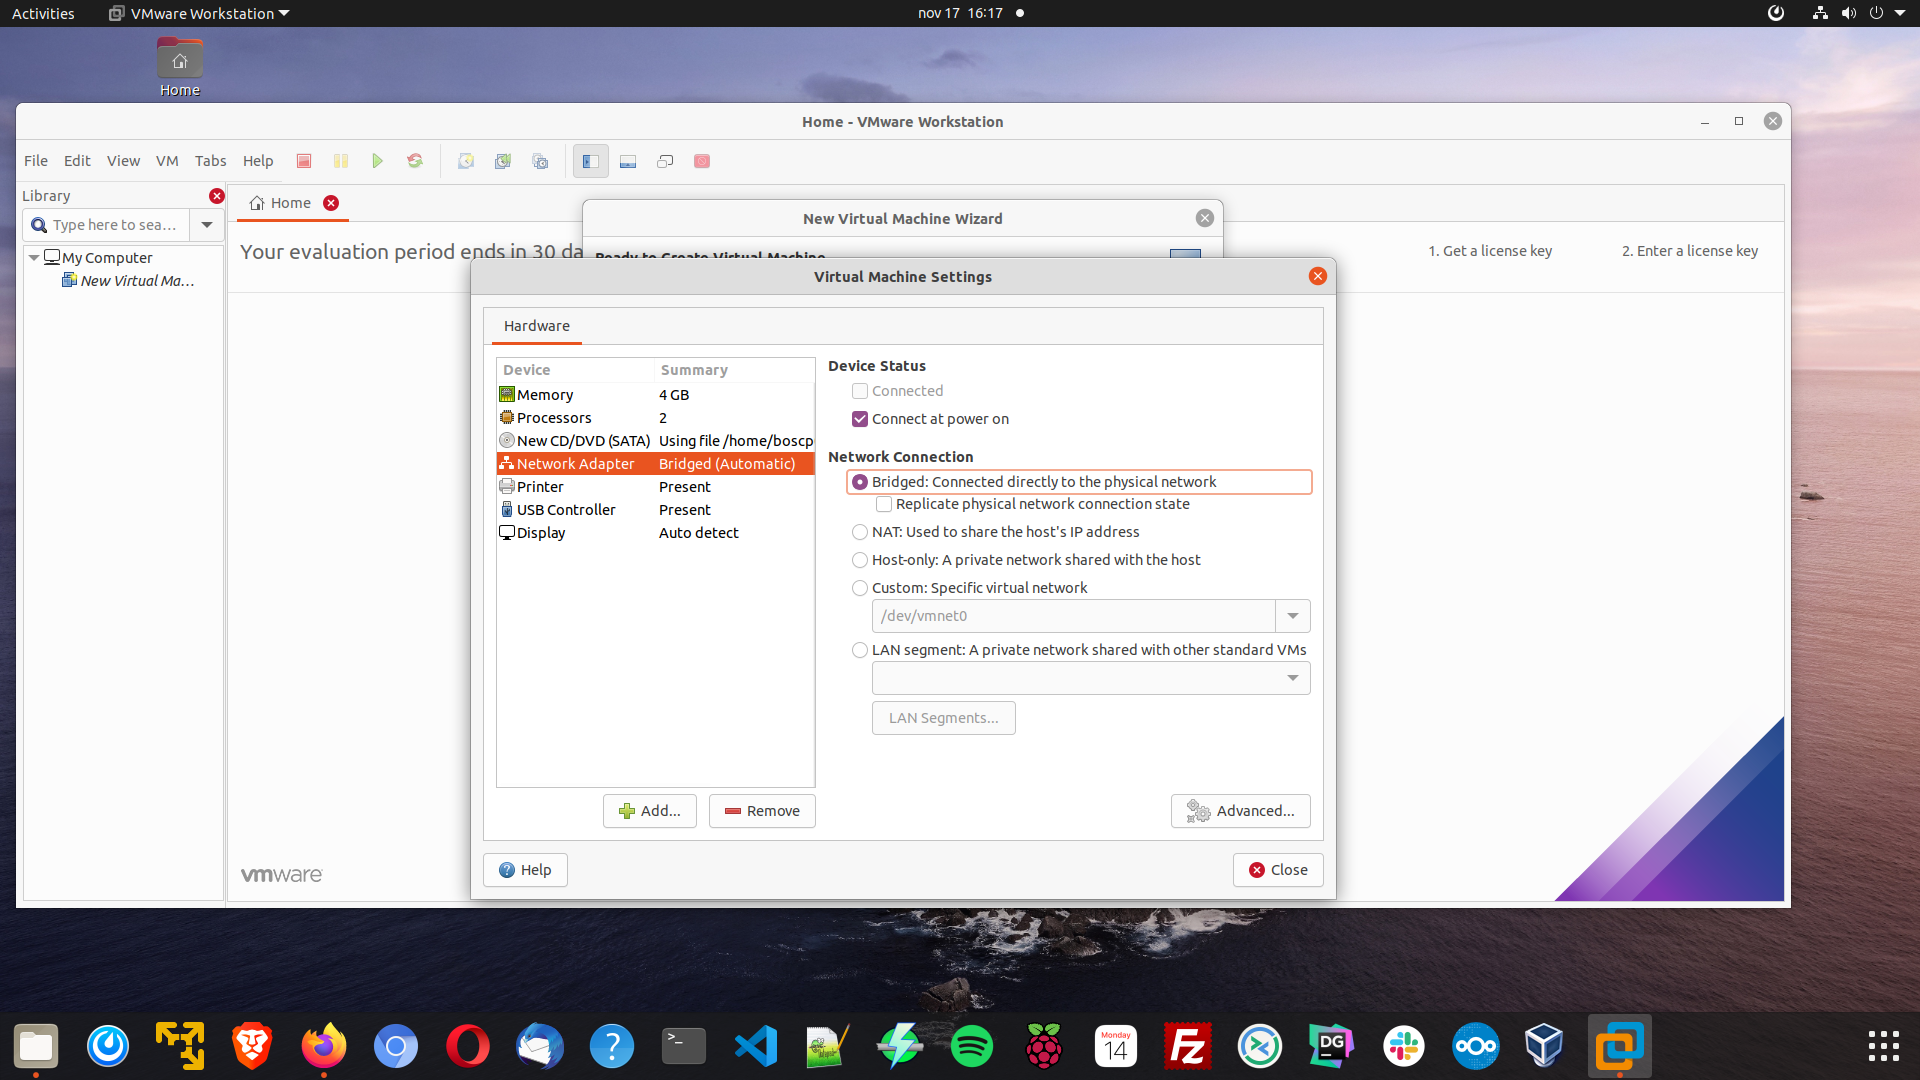 Activities
VMware Workstation
nov 17 16:17
Home
Home - VMware Workstation
File Edit View VM Tabs Help
Library
Type here to sea...
My Computer
New Virtual Ma...
Home
New Virtual Machine Wizard
Your evaluation period ends in 30 da
Ready to Create Virtual Machine
1. Get a license key
2. Enter a license key
Virtual Machine Settings
Hardware
Device Summary
Memory 4 GB
Processors 2
New CD/DVD (SATA) Using file /home/boscp
Network Adapter Bridged (Automatic)
Printer Present
USB Controller Present
Display Auto detect
Device Status
Connected
Connect at power on
Network Connection
Bridged: Connected directly to the physical network
Replicate physical network connection state
NAT: Used to share the host's IP address
Host-only: A private network shared with the host
Custom: Specific virtual network
/dev/vmnet0
LAN segment: A private network shared with other standard VMs
LAN Segments...
Add...
Remove
Advanced...
Help
Close
vmware
>_
?
Monday
14
FZ
DG